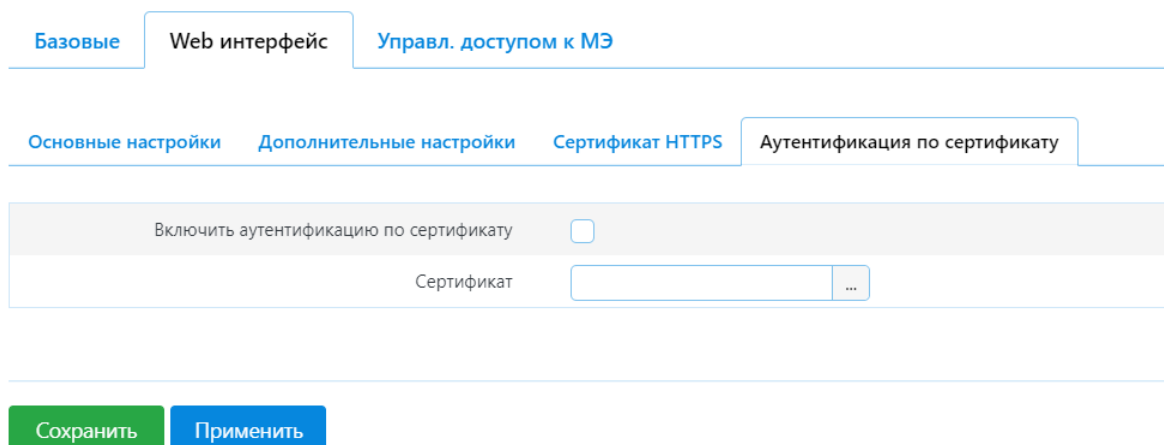 Базовые Web интерфейс Управл. доступом к МЭ
Основные настройки Дополнительные настройки Сертификат HTTPS Аутентификация по сертификату
Включить аутентификацию по сертификату
Сертификат ...
Сохранить Применить